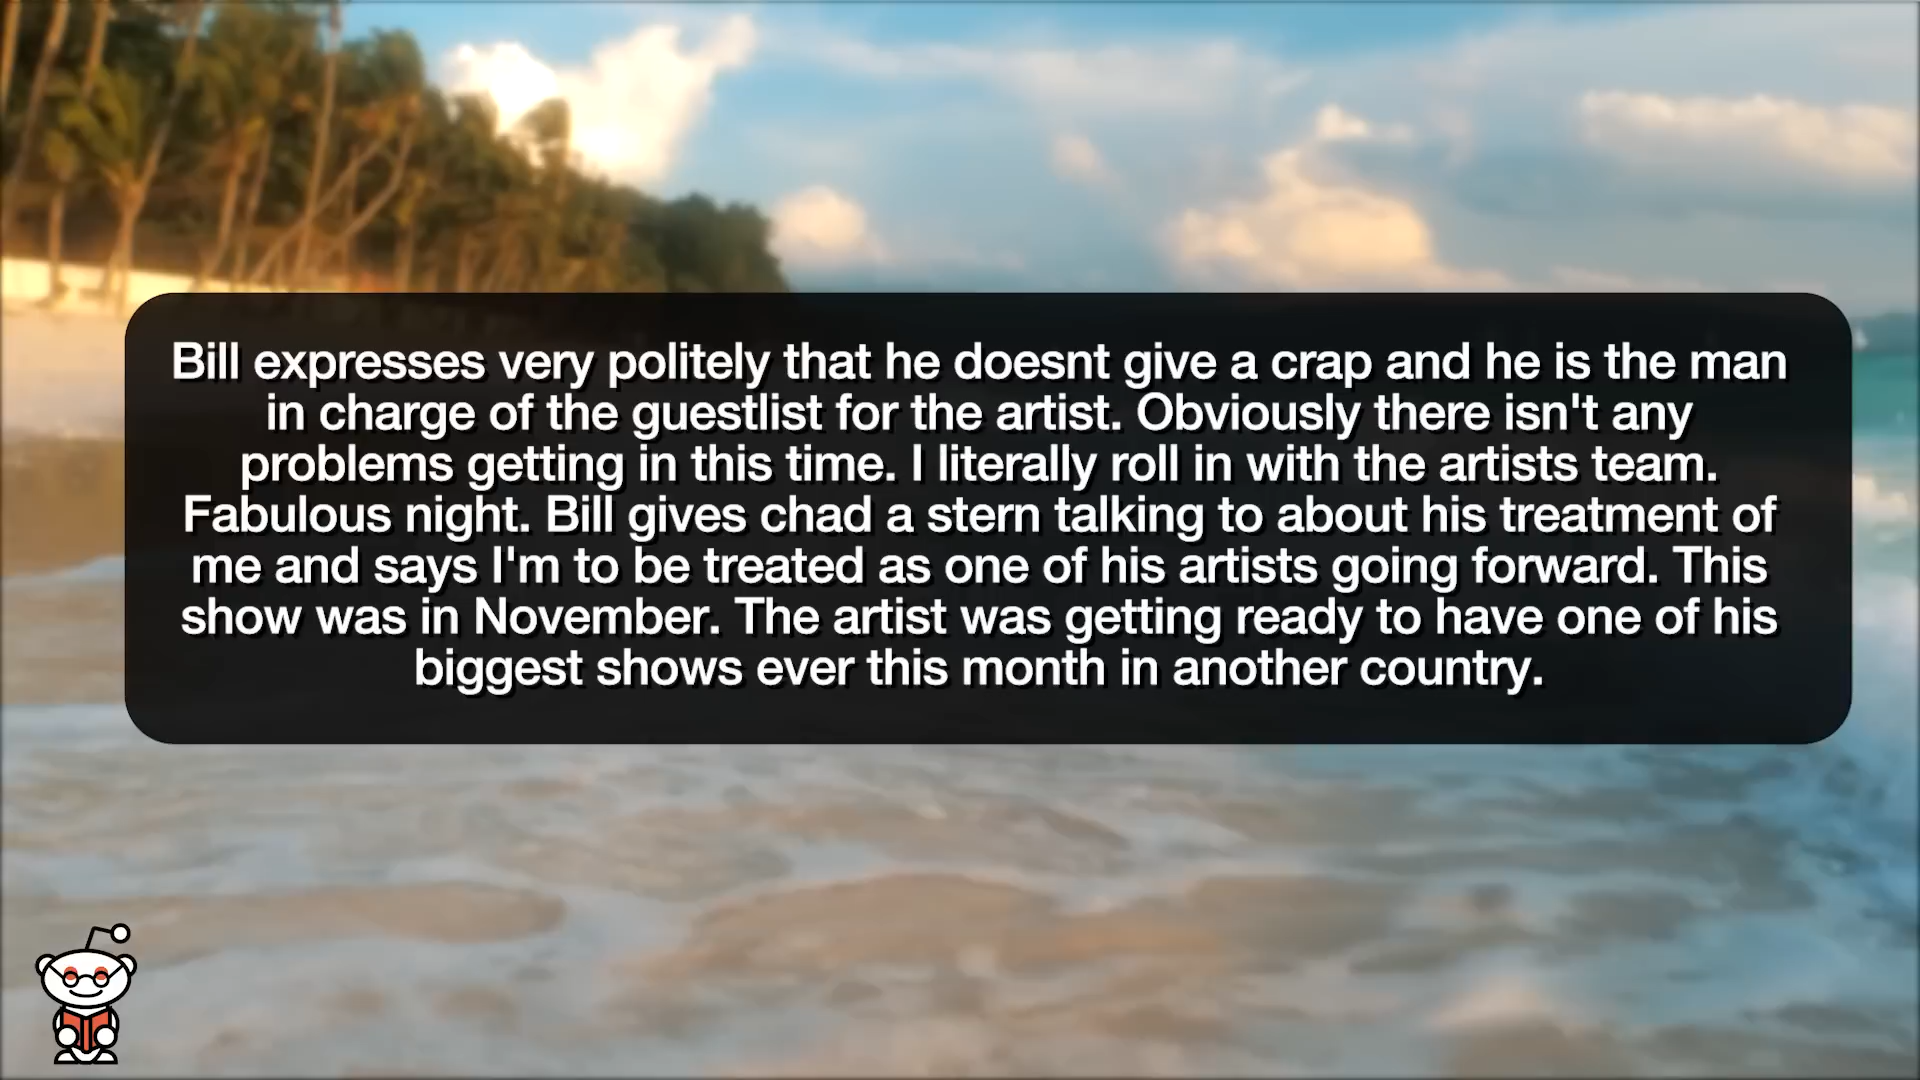 Bill expresses very politely that he doesnt give a crap and he is the man
in charge of the guestlist for the artist. Obviously there isn't any
problems getting in this time. I literally roll in with the artists team.
Fabulous night. Bill gives chad a stern talking to about his treatment of
me and says I'm to be treated as one of his artists going forward. This
show was in November. The artist was getting ready to have one of his
biggest shows ever this month in another country.